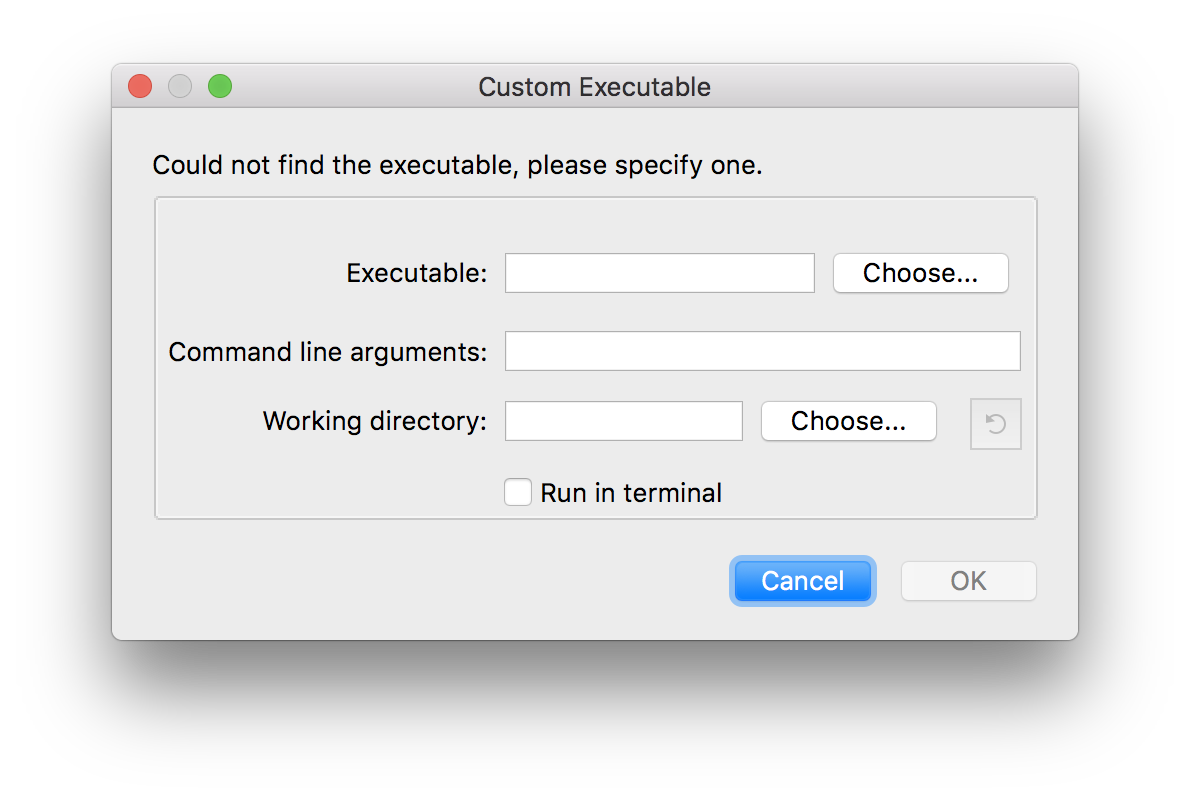 Custom Executable
Could not find the executable, please specify one.
Executable: Choose...
Command line arguments:
Working directory: Choose...
Run in terminal
Cancel OK